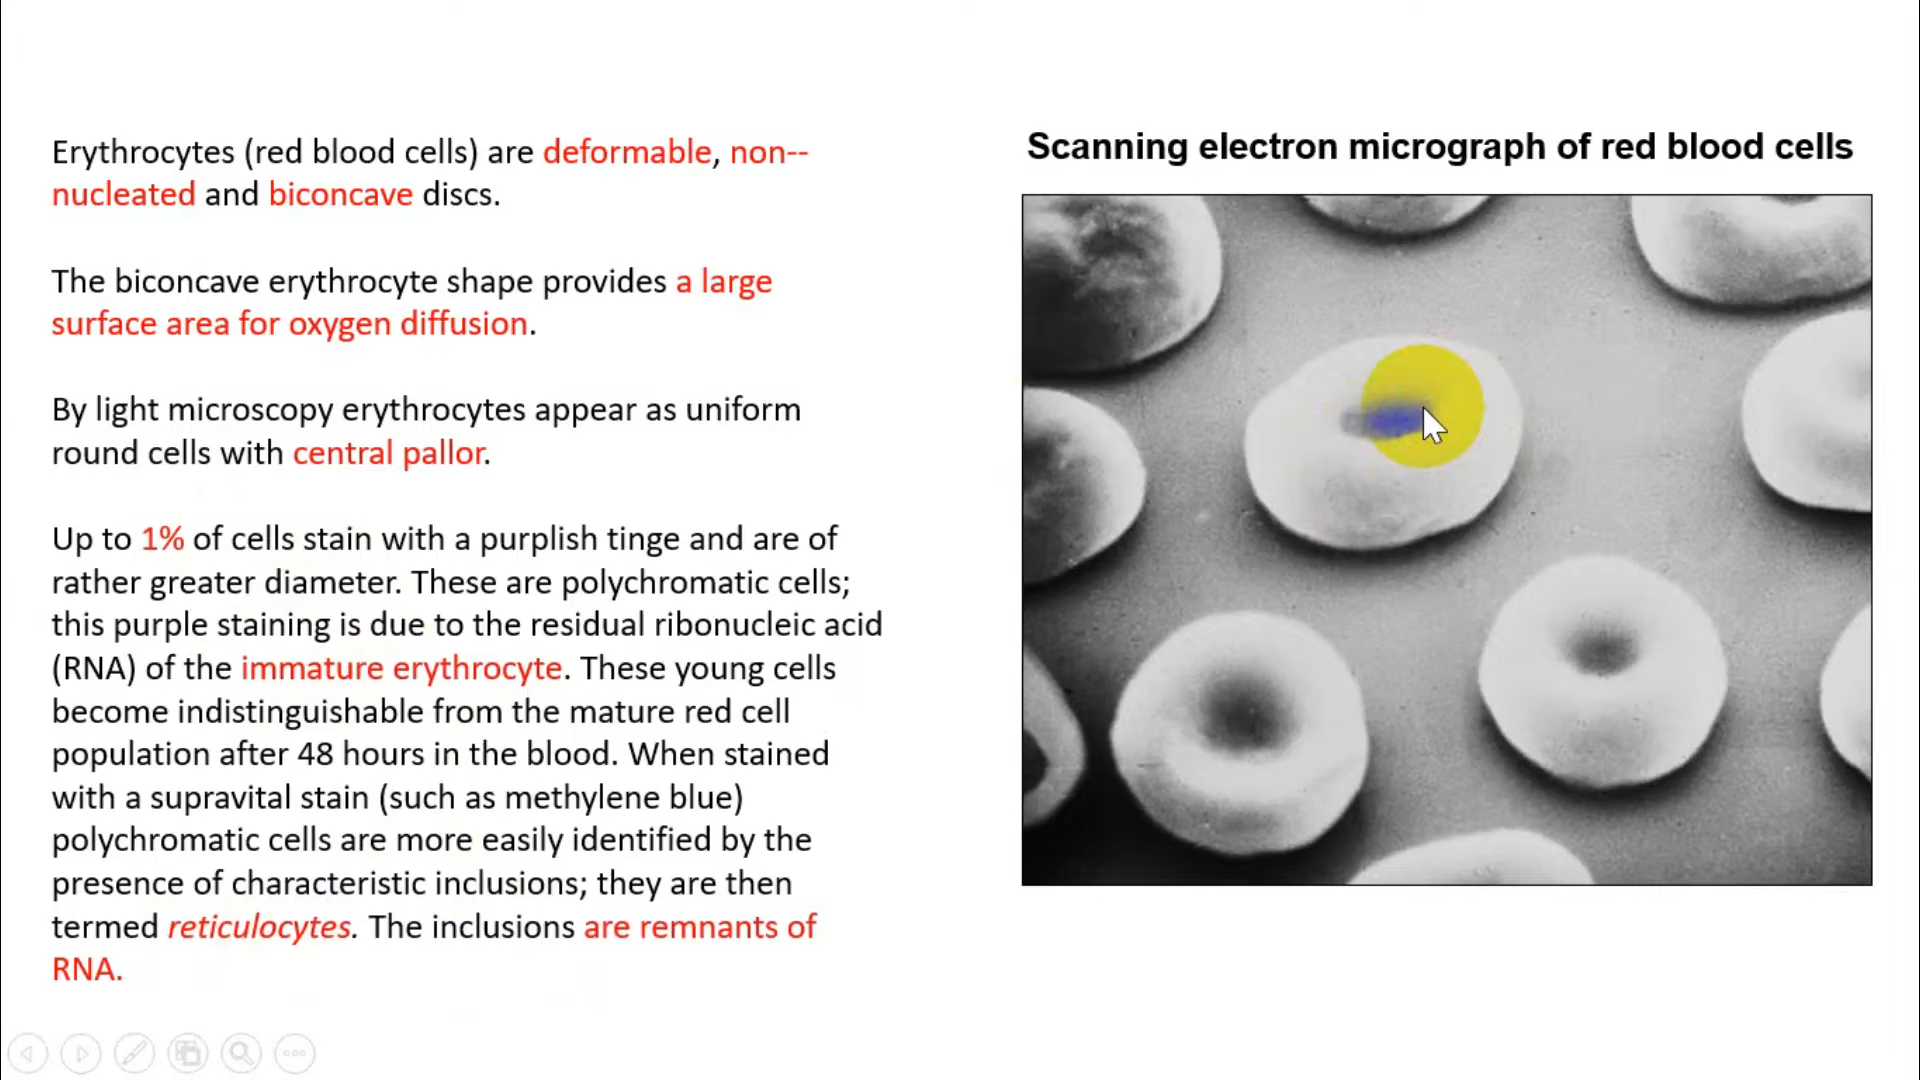 Erythrocytes (red blood cells) are deformable, non--
nucleated and biconcave discs.
The biconcave erythrocyte shape provides a large
surface area for oxygen diffusion.
By light microscopy erythrocytes appear as uniform
round cells with central pallor.
Up to 1% of cells stain with a purplish tinge and are of
rather greater diameter. These are polychromatic cells;
this purple staining is due to the residual ribonucleic acid
(RNA) of the immature erythrocyte. These young cells
become indistinguishable from the mature red cell
population after 48 hours in the blood. When stained
with a supravital stain (such as methylene blue)
polychromatic cells are more easily identified by the
presence of characteristic inclusions; they are then
termed reticulocytes. The inclusions are remnants of
RNA.
Scanning electron micrograph of red blood cells